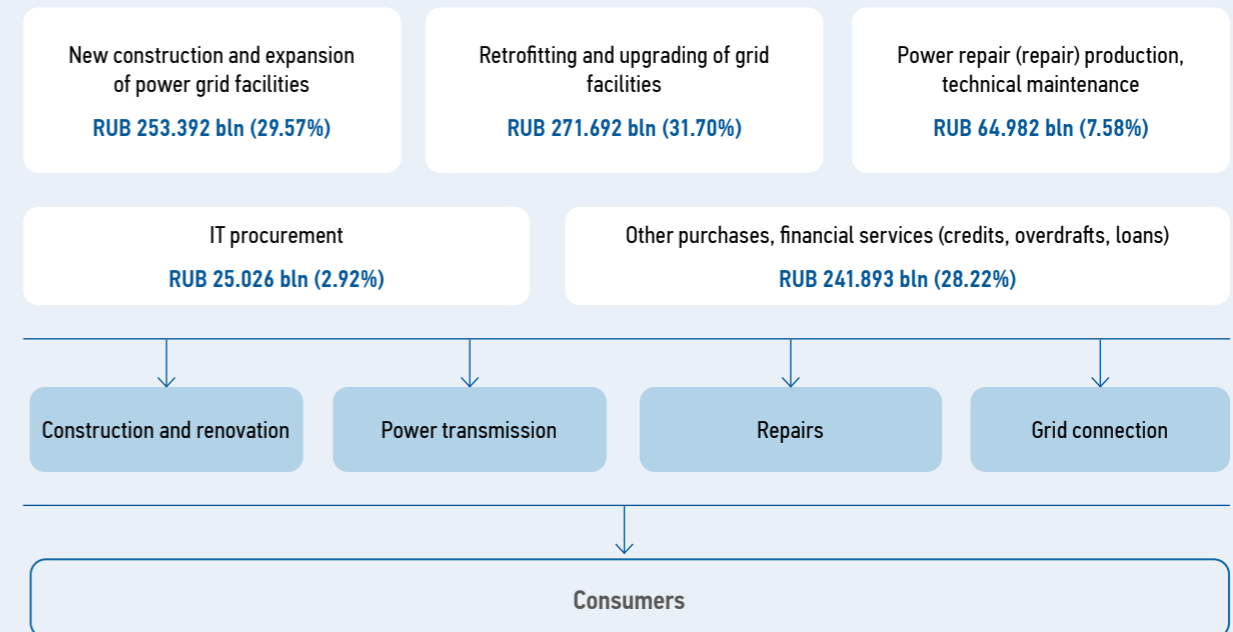 New construction and expansion
of power grid facilities
RUB 253.392 bln (29.57%)
Retrofitting and upgrading of grid
facilities
RUB 271.692 bln (31.70%)
Power repair (repair) production,
technical maintenance
RUB 64.982 bln (7.58%)
IT procurement
RUB 25.026 bln (2.92%)
Other purchases, financial services (credits, overdrafts, loans)
RUB 241.893 bln (28.22%)
Construction and renovation
Power transmission
Repairs
Grid connection
Consumers